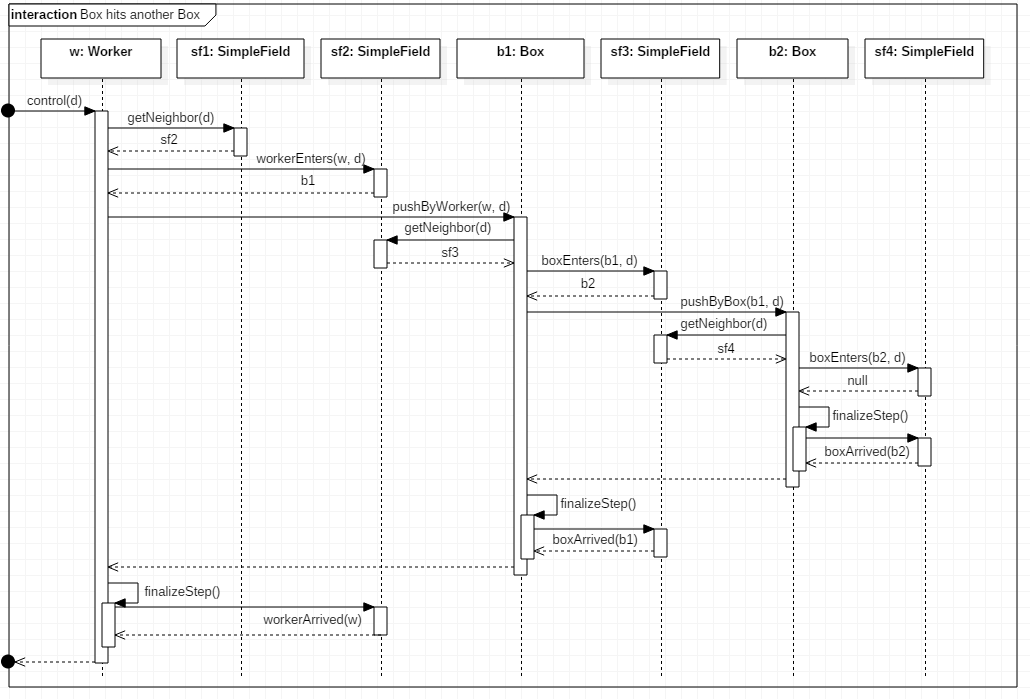 interaction Box hits another Box
w: Worker
sf1: SimpleField
sf2: SimpleField
b1: Box
sf3: SimpleField
b2: Box
sf4: SimpleField
control(d)
getNeighbor(d)
sf2
workerEnters(w, d)
b1
pushByWorker(w, d)
getNeighbor(d)
sf3
boxEnters(b1, d)
b2
pushByBox(b1, d)
getNeighbor(d)
sf4
boxEnters(b2, d)
null
finalizeStep()
boxArrived(b2)
finalizeStep()
boxArrived(b1)
finalizeStep()
workerArrived(w)